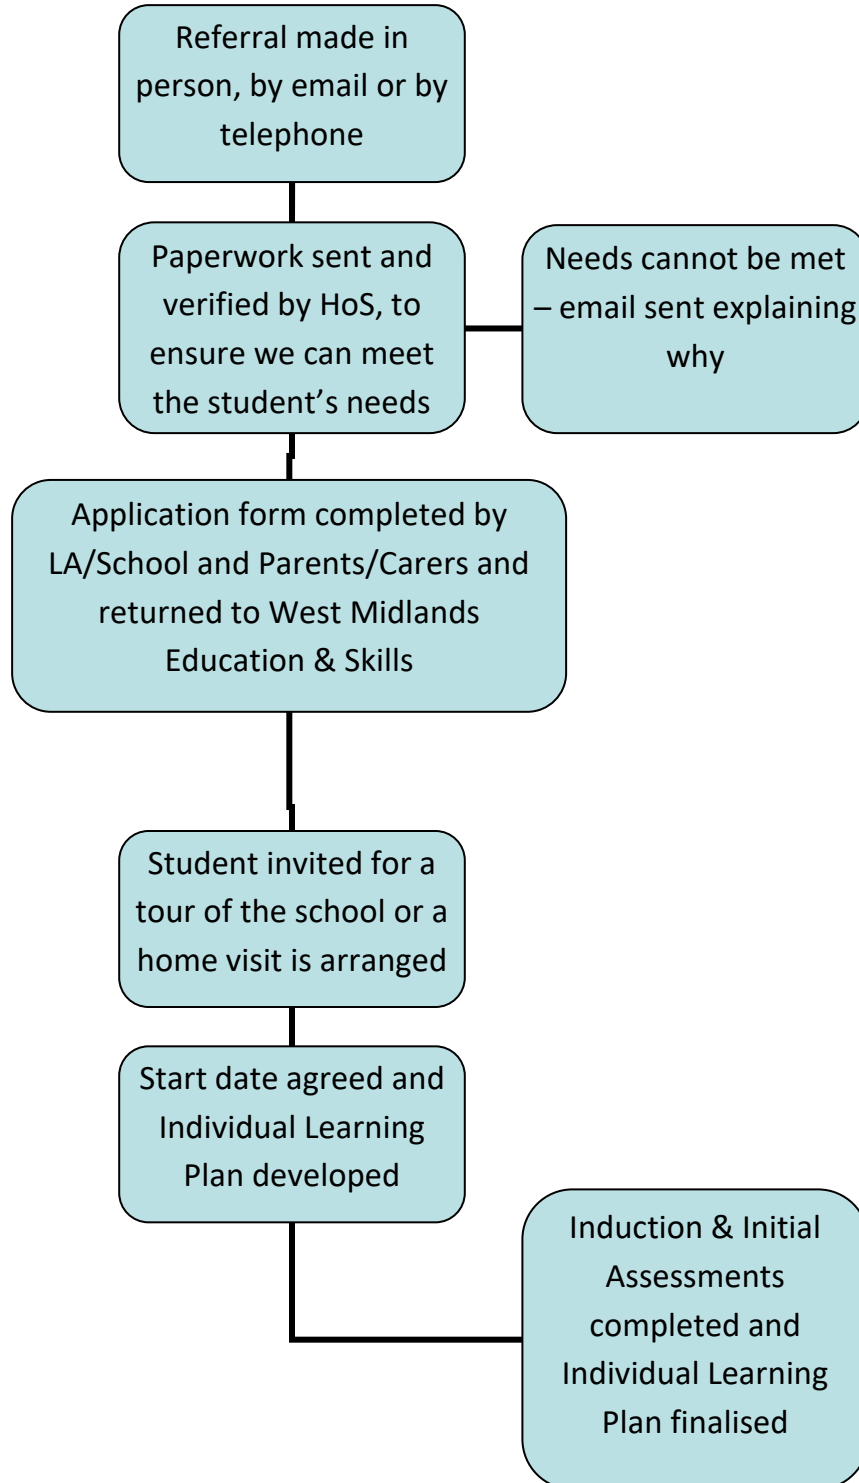 Referral made in
person, by email or by
telephone
Paperwork sent and
verified by HoS, to
ensure we can meet
the student’s needs
Needs cannot be met
– email sent explaining
why
Application form completed by
LA/School and Parents/Carers and
returned to West Midlands
Education & Skills
Student invited for a
tour of the school or a
home visit is arranged
Start date agreed and
Individual Learning
Plan developed
Induction & Initial
Assessments
completed and
Individual Learning
Plan finalised